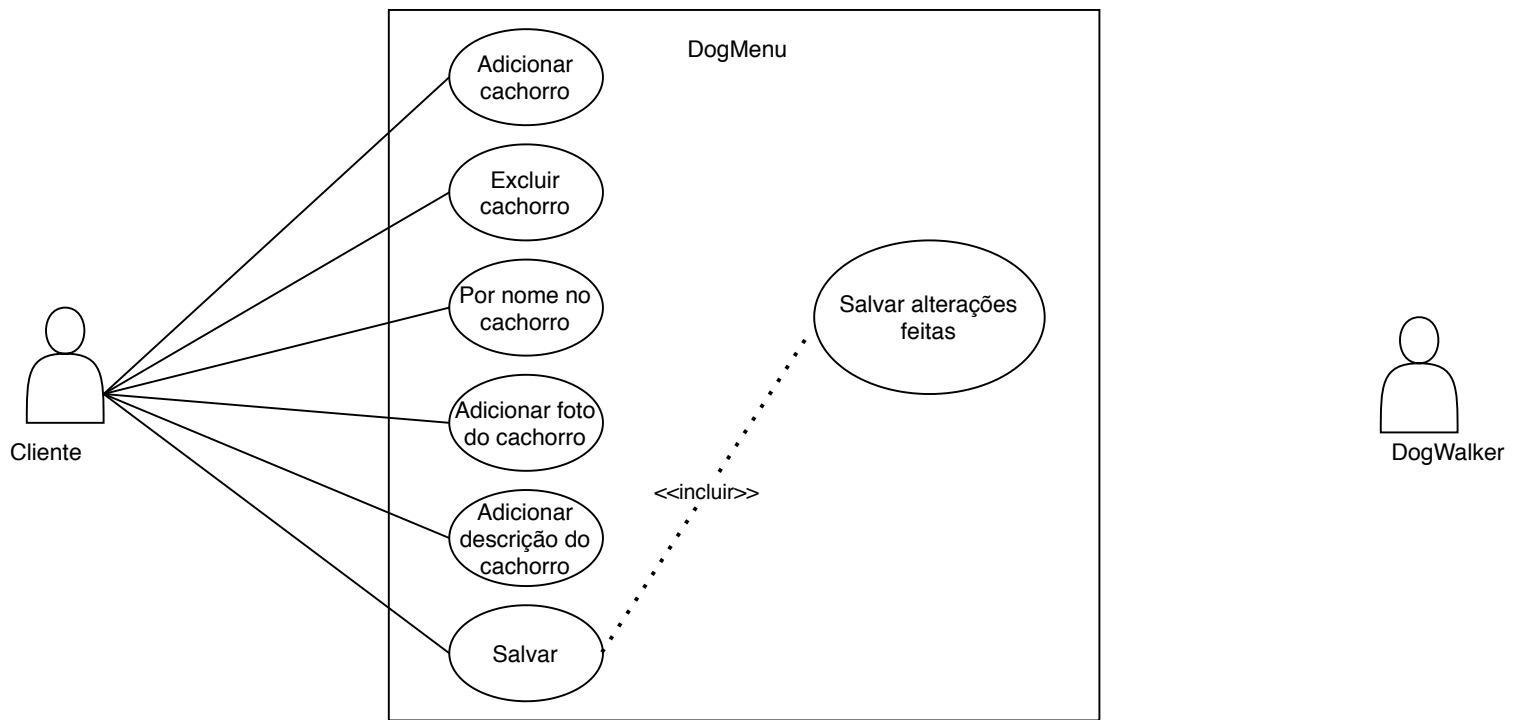 DogMenu
Adicionar
cachorro
Excluir
cachorro
Por nome no
cachorro
Adicionar foto
do cachorro
Adicionar
descrição do
cachorro
Salvar
<<incluir>>
Salvar alterações
feitas
Cliente
DogWalker